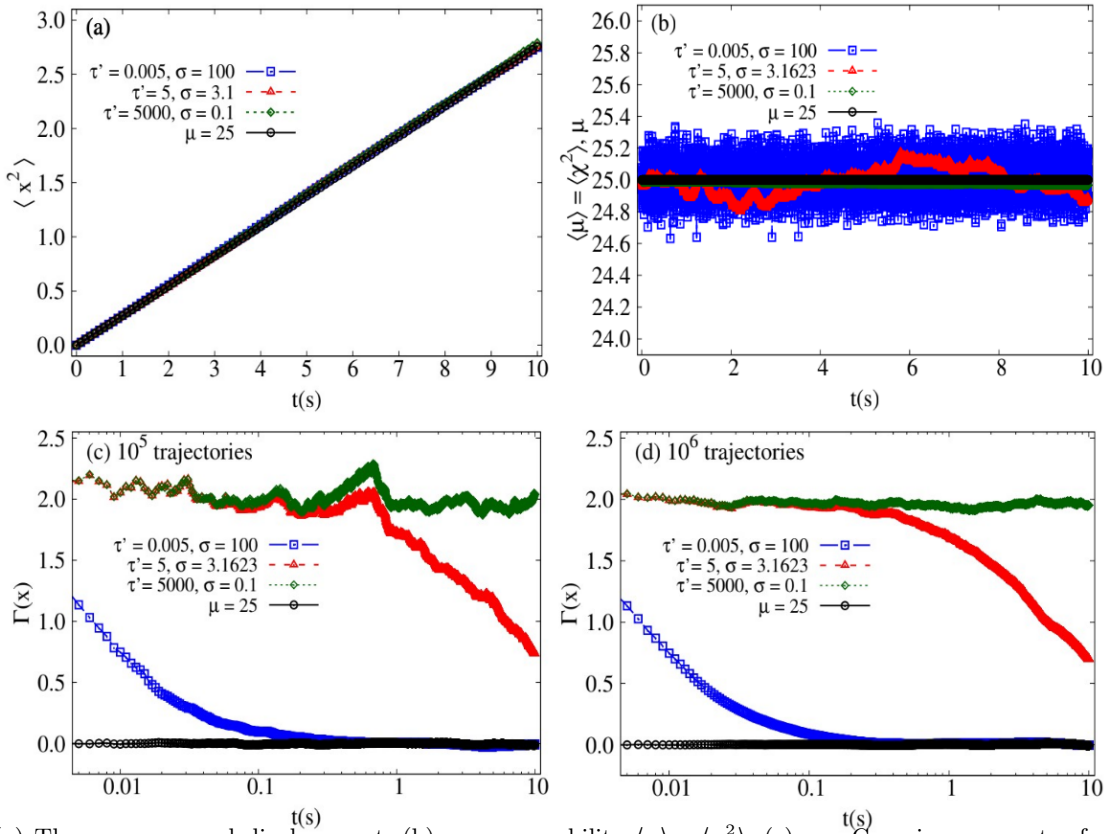 (a)
τ' = 0.005, σ = 100
τ' = 5, σ = 3.1
τ' = 5000, σ = 0.1
μ = 25
⟨ x² ⟩
3.0
2.5
2.0
1.5
1.0
0.5
0.0
0 1 2 3 4 5 6 7 8 9 10
t(s)
(b)
τ' = 0.005, σ = 100
τ' = 5, σ = 3.1623
τ' = 5000, σ = 0.1
μ = 25
⟨μ⟩ = ⟨χ²⟩, μ
26.0
25.8
25.6
25.4
25.2
25.0
24.8
24.6
24.4
24.2
24.0
0 2 4 6 8 10
t(s)
(c) 10⁵ trajectories
τ' = 0.005, σ = 100
τ' = 5, σ = 3.1623
τ' = 5000, σ = 0.1
μ = 25
Γ(x)
2.5
2.0
1.5
1.0
0.5
0.0
0.01 0.1 1 10
t(s)
(d) 10⁶ trajectories
τ' = 0.005, σ = 100
τ' = 5, σ = 3.1623
τ' = 5000, σ = 0.1
μ = 25
Γ(x)
2.5
2.0
1.5
1.0
0.5
0.0
0.01 0.1 1 10
t(s)